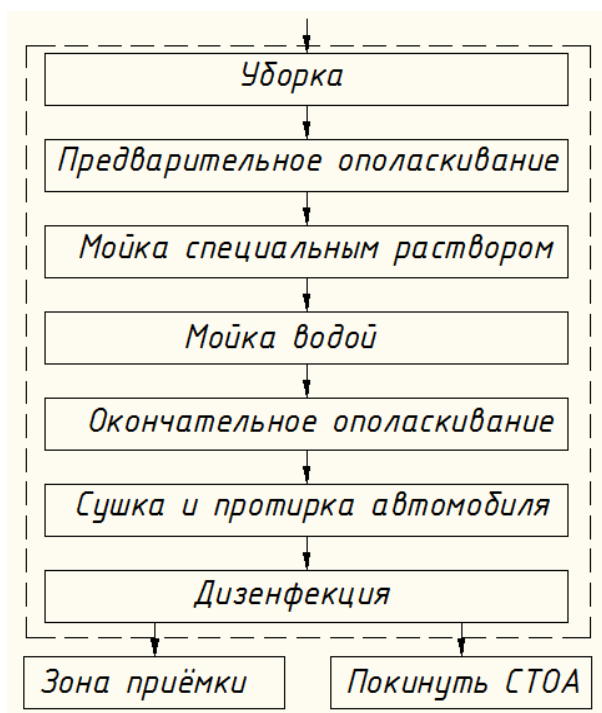 Уборка
Предварительное ополаскивание
Мойка специальным раствором
Мойка водой
Окончательное ополаскивание
Сушка и протирка автомобиля
Дизенфекция
Зона приёмки
Покинуть СТОА